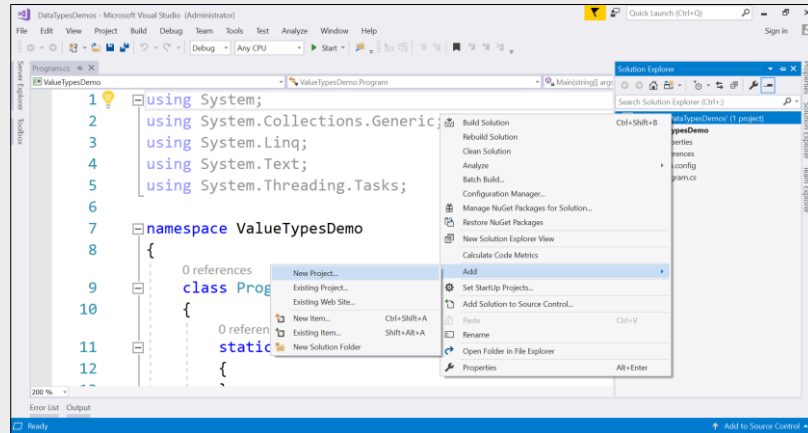 DataTypesDemos - Microsoft Visual Studio (Administrator)
Quick Launch (Ctrl+Q)
File Edit View Project Build Debug Team Tools Test Analyze Window Help
Sign in
Debug Any CPU Start
Server Explorer
Toolbox
Program.cs
ValueTypesDemo
ValueTypesDemo.Program
Main(string[] args
1 using System;
2 using System.Collections.Generic;
3 using System.Linq;
4 using System.Text;
5 using System.Threading.Tasks;
6
7 namespace ValueTypesDemo
8 {
0 references
9 class Prog
10 {
0 referen
11 static
12 {
200 %
New Project...
Existing Project...
Existing Web Site...
New Item... Ctrl+Shift+A
Existing Item... Shift+Alt+A
New Solution Folder
Build Solution Ctrl+Shift+B
Rebuild Solution
Clean Solution
Analyze
Batch Build...
Configuration Manager...
Manage NuGet Packages for Solution...
Restore NuGet Packages
New Solution Explorer View
Calculate Code Metrics
Add
Set StartUp Projects...
Add Solution to Source Control...
Paste Ctrl+V
Rename
Open Folder in File Explorer
Properties Alt+Enter
Solution Explorer
Search Solution Explorer (Ctrl+;)
DataTypesDemos' (1 project)
ypesDemo
perties
rences
.config
gram.cs
Properties
Solution Explorer
Team Explorer
Error List Output
Ready
Add to Source Control